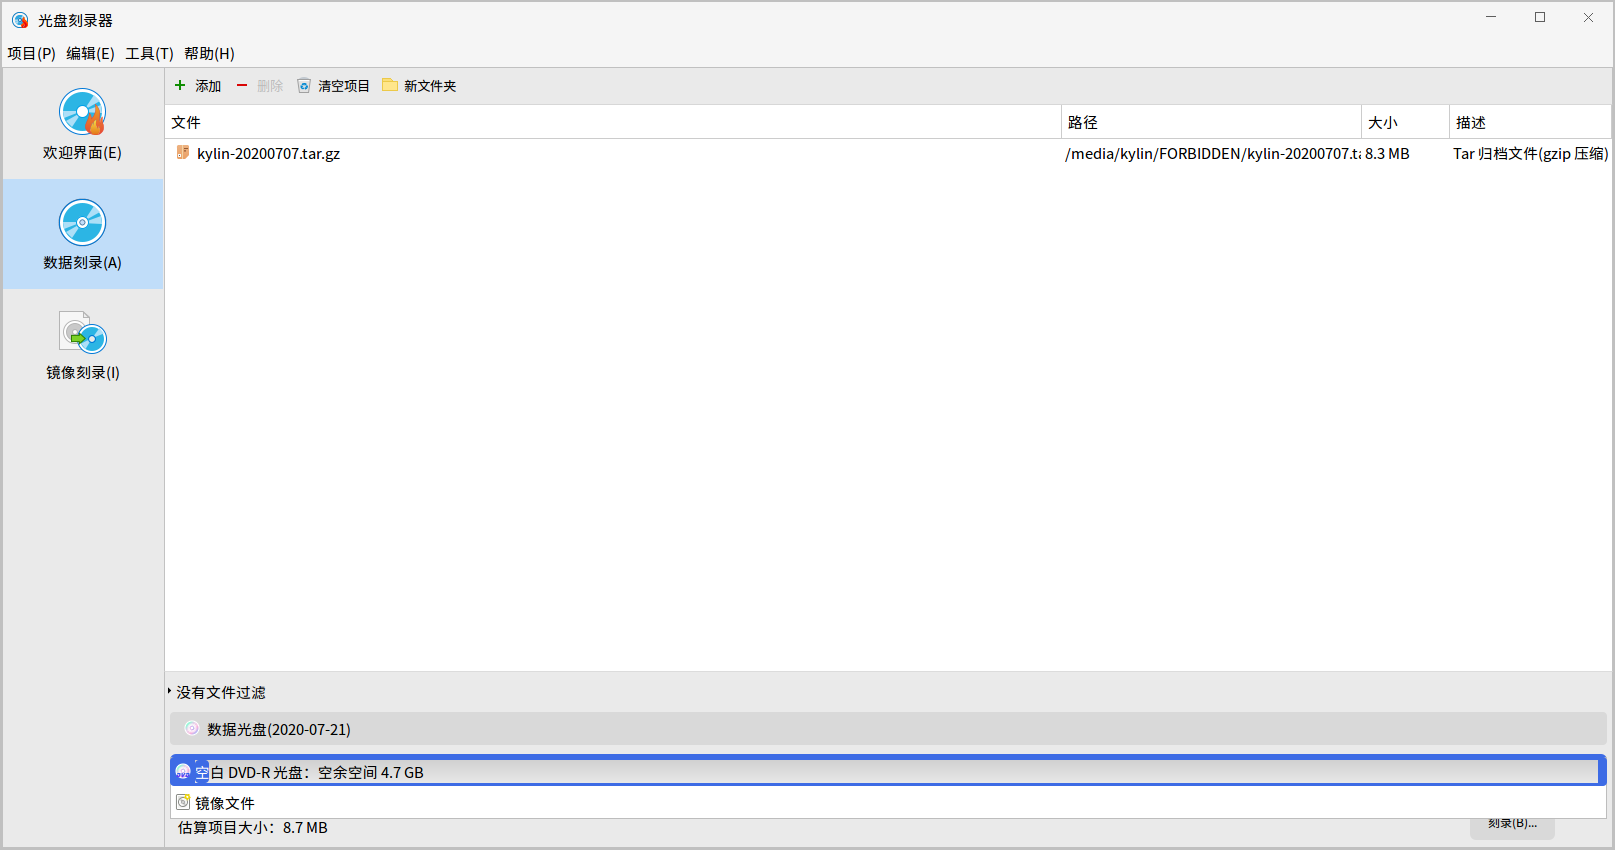 光盘刻录器
项目(P) 编辑(E) 工具(T) 帮助(H)
添加 删除 清空项目 新文件夹
欢迎界面(E)
数据刻录(A)
镜像刻录(I)
文件 路径 大小 描述
kylin-20200707.tar.gz /media/kylin/FORBIDDEN/kylin-20200707.ta 8.3 MB Tar 归档文件(gzip 压缩)
没有文件过滤
数据光盘(2020-07-21)
空白 DVD-R 光盘：空余空间 4.7 GB
镜像文件
估算项目大小：8.7 MB
刻录(B)...